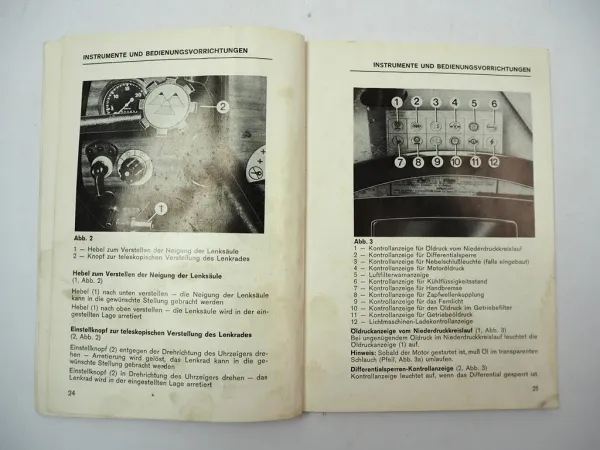 INSTRUMENTE UND BEDIENUNGSVORRICHTUNGEN
2
1
Abb. 2
1 — Hebel zum Verstellen der Neigung der Lenksäule
2 — Knopf zur teleskopischen Verstellung des Lenkrades
Hebel zum Verstellen der Neigung der Lenksäule
(1, Abb. 2)
Hebel (1) nach unten verstellen — die Neigung der Lenksäule
kann in die gewünschte Stellung gebracht werden
Hebel (1) nach oben verstellen — die Lenksäule wird in der ein-
gestellten Lage arretiert
Einstellknopf zur teleskopischen Verstellung des Lenkrades
(2, Abb. 2)
Einstellknopf (2) entgegen der Drehrichtung des Uhrzeigers dre-
hen — Arretierung wird gelöst, das Lenkrad kann in die ge-
wünschte Stellung gebracht werden
Einstellknopf (2) in Drehrichtung des Uhrzeigers drehen — das
Lenkrad wird in der eingestellten Lage arretiert
24
INSTRUMENTE UND BEDIENUNGSVORRICHTUNGEN
1 2 3 4 5 6
7 8 9 10 11 12
Abb. 3
1 — Kontrollanzeige für Öldruck vom Niederdruckkreislauf
2 — Kontrollanzeige für Differentialsperre
3 — Kontrollanzeige für Nebelschlußleuchte (falls eingebaut)
4 — Kontrollanzeige für Motoröldruck
5 — Luftfilterwarnanzeige
6 — Kontrollanzeige für Kühlflüssigkeitsstand
7 — Kontrollanzeige für Handbremse
8 — Kontrollanzeige für Zapfwellenkupplung
9 — Kontrollanzeige für das Fernlicht
10 — Kontrollanzeige für den Öldruck im Getriebefilter
11 — Kontrollanzeige für Getriebeöldruck
12 — Lichtmaschinen-Ladekontrollanzeige
Öldruckanzeige vom Niederdruckkreislauf (1, Abb. 3)
Bei ungenügendem Öldruck im Niederdruckkreislauf leuchtet die
Öldruckanzeige (1) auf.
Hinweis: Sobald der Motor gestartet ist, muß Öl im transparenten
Schlauch (Pfeil, Abb. 3a) umlaufen.
Differentialsperren-Kontrollanzeige (2, Abb. 3)
Kontrollanzeige leuchtet auf, wenn das Differential gesperrt ist
25